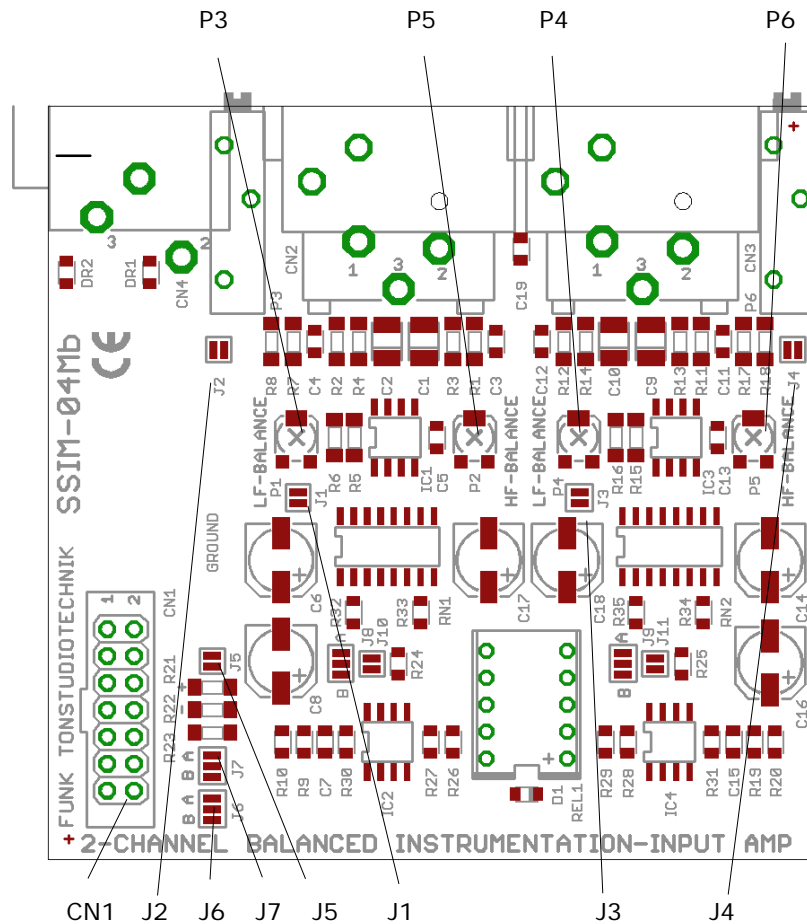 P3 P5 P4 P6
+
3 2
1 3 2
1 3 2
DR2 DR1 CN4 CN2 C19 CN3
P3 P6
SSIM-04Mb
CE
J2 J4
R8 R7 C4 R2 R4 C2 C1 R3 R1 C3 C12 R12 R14 C10 C9 R13 R11 C11 R17 C18
LF-BALANCE HF-BALANCE LF-BALANCE HF-BALANCE
P1 R6 R5 IC1 C5 P2 P4 R16 R15 IC3 C13 P5
J1 J3
GROUND
C6 R32 R33 RN1 C17 C18 R35 R34 RN2 C14
1 2 CN1
J5 R21 R22 R23
+
-
C8 A B J8 J10 R24 A B J9 J11 R25 C16
A B J7
A B J6
R10 R9 C7 R30 IC2 R27 R26 D1 REL1 R29 R28 IC4 R31 C15 R19 R20
+ FUNK TONSTUDIOTECHNIK
2-CHANNEL BALANCED INSTRUMENTATION-INPUT AMP
CN1 J2 J6 J7 J5 J1 J3 J4